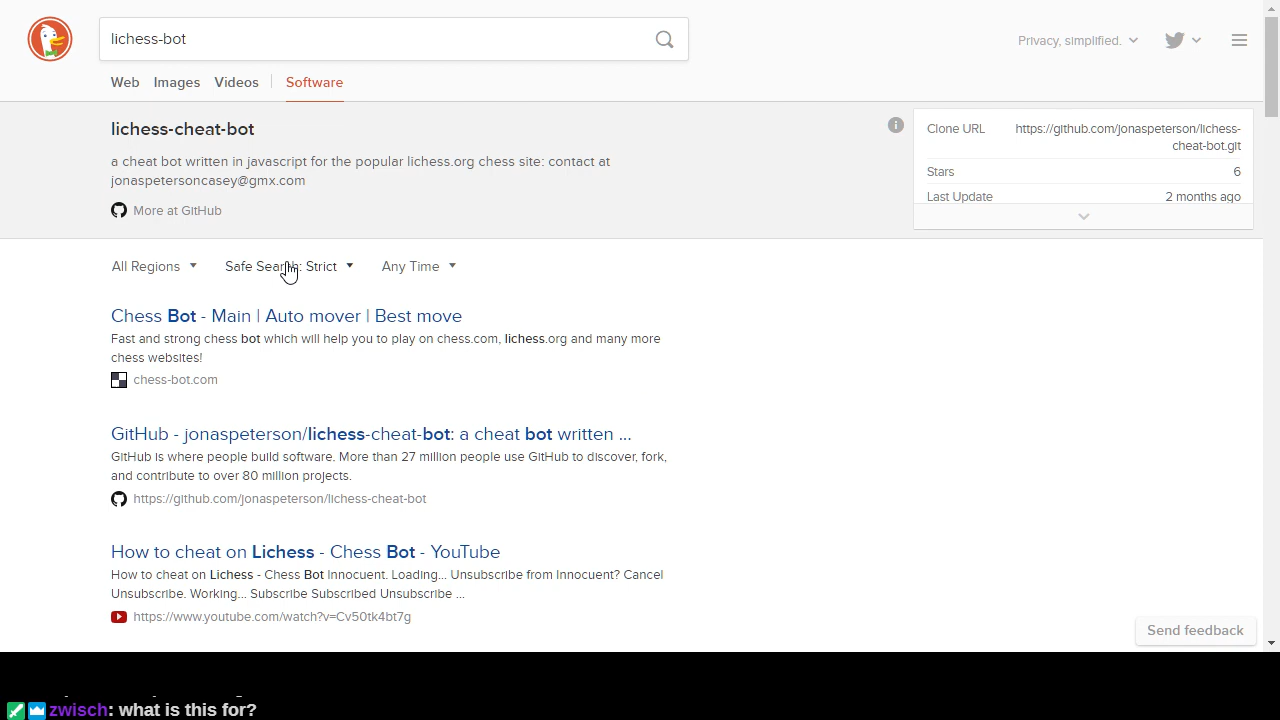 lichess-bot
Privacy, simplified.
Web Images Videos Software
lichess-cheat-bot
a cheat bot written in javascript for the popular lichess.org chess site: contact at
jonaspetersoncasey@gmx.com
More at GitHub
Clone URL https://github.com/jonaspeterson/lichess-
cheat-bot.git
Stars 6
Last Update 2 months ago
All Regions Safe Search: Strict Any Time
Chess Bot - Main | Auto mover | Best move
Fast and strong chess bot which will help you to play on chess.com, lichess.org and many more
chess websites!
chess-bot.com
GitHub - jonaspeterson/lichess-cheat-bot: a cheat bot written ...
GitHub is where people build software. More than 27 million people use GitHub to discover, fork,
and contribute to over 80 million projects.
https://github.com/jonaspeterson/lichess-cheat-bot
How to cheat on Lichess - Chess Bot - YouTube
How to cheat on Lichess - Chess Bot Innocuent. Loading... Unsubscribe from Innocuent? Cancel
Unsubscribe. Working... Subscribe Subscribed Unsubscribe ...
https://www.youtube.com/watch?v=Cv50tk4bt7g
Send feedback
zwisch: what is this for?